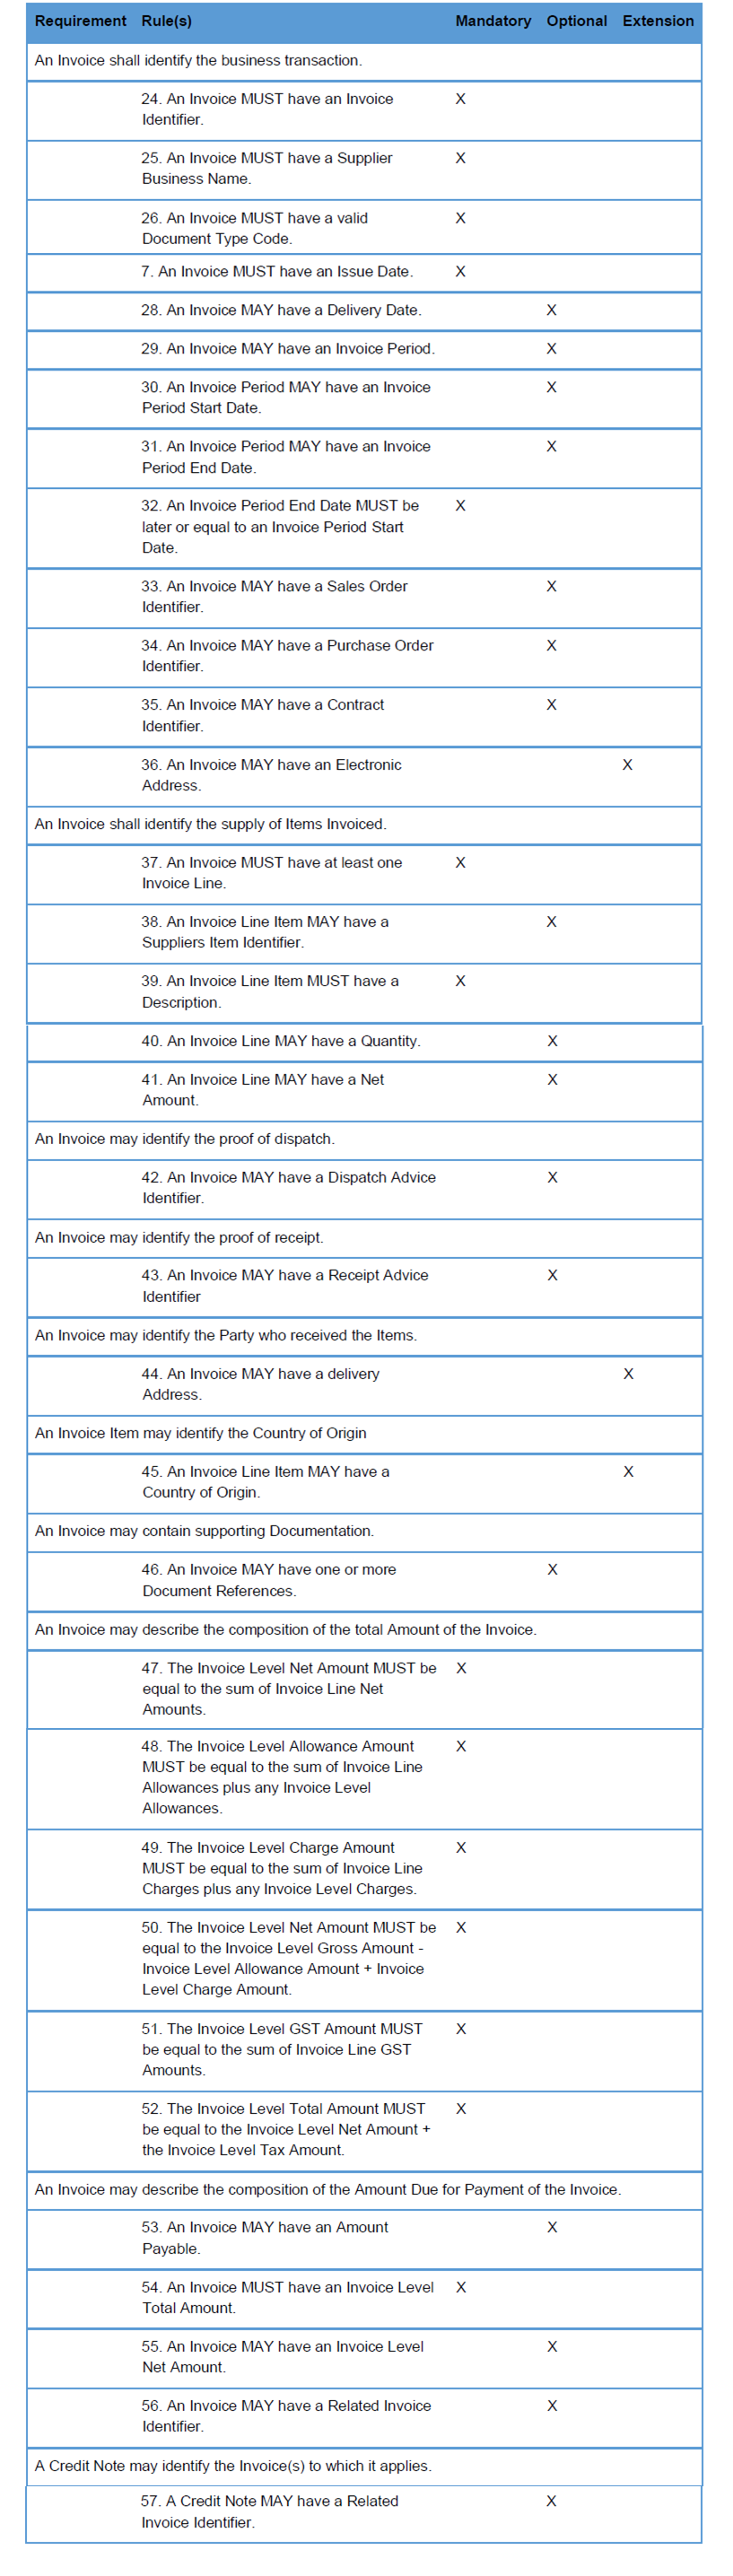 Requirement Rule(s) Mandatory Optional Extension
An Invoice shall identify the business transaction.
24. An Invoice MUST have an Invoice X
Identifier.
25. An Invoice MUST have a Supplier X
Business Name.
26. An Invoice MUST have a valid X
Document Type Code.
7. An Invoice MUST have an Issue Date. X
28. An Invoice MAY have a Delivery Date. X
29. An Invoice MAY have an Invoice Period. X
30. An Invoice Period MAY have an Invoice X
Period Start Date.
31. An Invoice Period MAY have an Invoice X
Period End Date.
32. An Invoice Period End Date MUST be X
later or equal to an Invoice Period Start
Date.
33. An Invoice MAY have a Sales Order X
Identifier.
34. An Invoice MAY have a Purchase Order X
Identifier.
35. An Invoice MAY have a Contract X
Identifier.
36. An Invoice MAY have an Electronic X
Address.
An Invoice shall identify the supply of Items Invoiced.
37. An Invoice MUST have at least one X
Invoice Line.
38. An Invoice Line Item MAY have a X
Suppliers Item Identifier.
39. An Invoice Line Item MUST have a X
Description.
40. An Invoice Line MAY have a Quantity. X
41. An Invoice Line MAY have a Net X
Amount.
An Invoice may identify the proof of dispatch.
42. An Invoice MAY have a Dispatch Advice X
Identifier.
An Invoice may identify the proof of receipt.
43. An Invoice MAY have a Receipt Advice X
Identifier
An Invoice may identify the Party who received the Items.
44. An Invoice MAY have a delivery X
Address.
An Invoice Item may identify the Country of Origin
45. An Invoice Line Item MAY have a X
Country of Origin.
An Invoice may contain supporting Documentation.
46. An Invoice MAY have one or more X
Document References.
An Invoice may describe the composition of the total Amount of the Invoice.
47. The Invoice Level Net Amount MUST be X
equal to the sum of Invoice Line Net
Amounts.
48. The Invoice Level Allowance Amount X
MUST be equal to the sum of Invoice Line
Allowances plus any Invoice Level
Allowances.
49. The Invoice Level Charge Amount X
MUST be equal to the sum of Invoice Line
Charges plus any Invoice Level Charges.
50. The Invoice Level Net Amount MUST be X
equal to the Invoice Level Gross Amount -
Invoice Level Allowance Amount + Invoice
Level Charge Amount.
51. The Invoice Level GST Amount MUST X
be equal to the sum of Invoice Line GST
Amounts.
52. The Invoice Level Total Amount MUST X
be equal to the Invoice Level Net Amount +
the Invoice Level Tax Amount.
An Invoice may describe the composition of the Amount Due for Payment of the Invoice.
53. An Invoice MAY have an Amount X
Payable.
54. An Invoice MUST have an Invoice Level X
Total Amount.
55. An Invoice MAY have an Invoice Level X
Net Amount.
56. An Invoice MAY have a Related Invoice X
Identifier.
A Credit Note may identify the Invoice(s) to which it applies.
57. A Credit Note MAY have a Related X
Invoice Identifier.